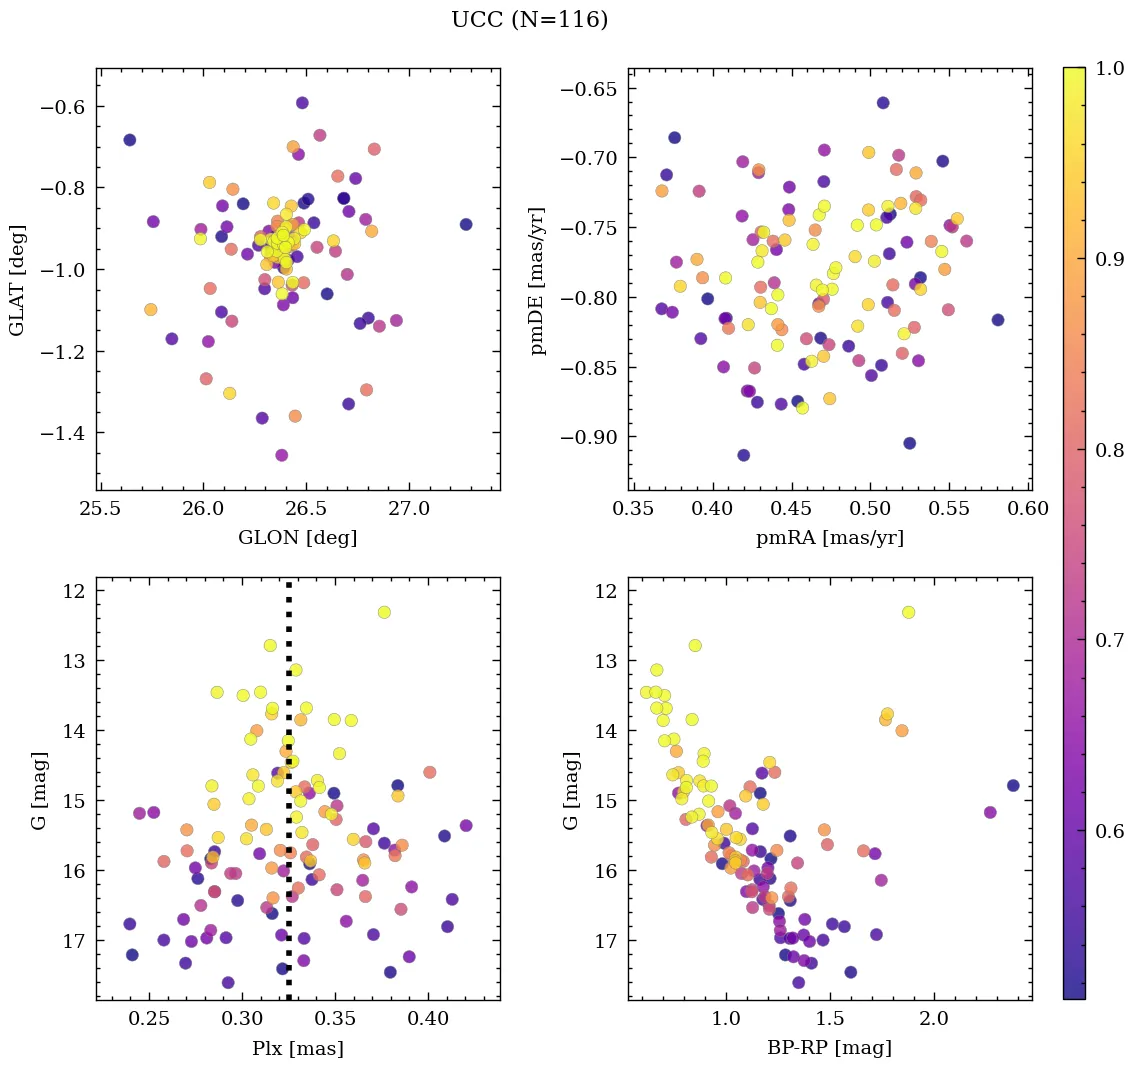 UCC (N=116)
−0.6
−0.8
−1.0
−1.2
−1.4
GLAT [deg]
25.5 26.0 26.5 27.0
GLON [deg]
−0.65
−0.70
−0.75
−0.80
−0.85
−0.90
pmDE [mas/yr]
0.35 0.40 0.45 0.50 0.55 0.60
pmRA [mas/yr]
12
13
14
15
16
17
G [mag]
0.25 0.30 0.35 0.40
Plx [mas]
12
13
14
15
16
17
G [mag]
1.0 1.5 2.0
BP-RP [mag]
1.0
0.9
0.8
0.7
0.6